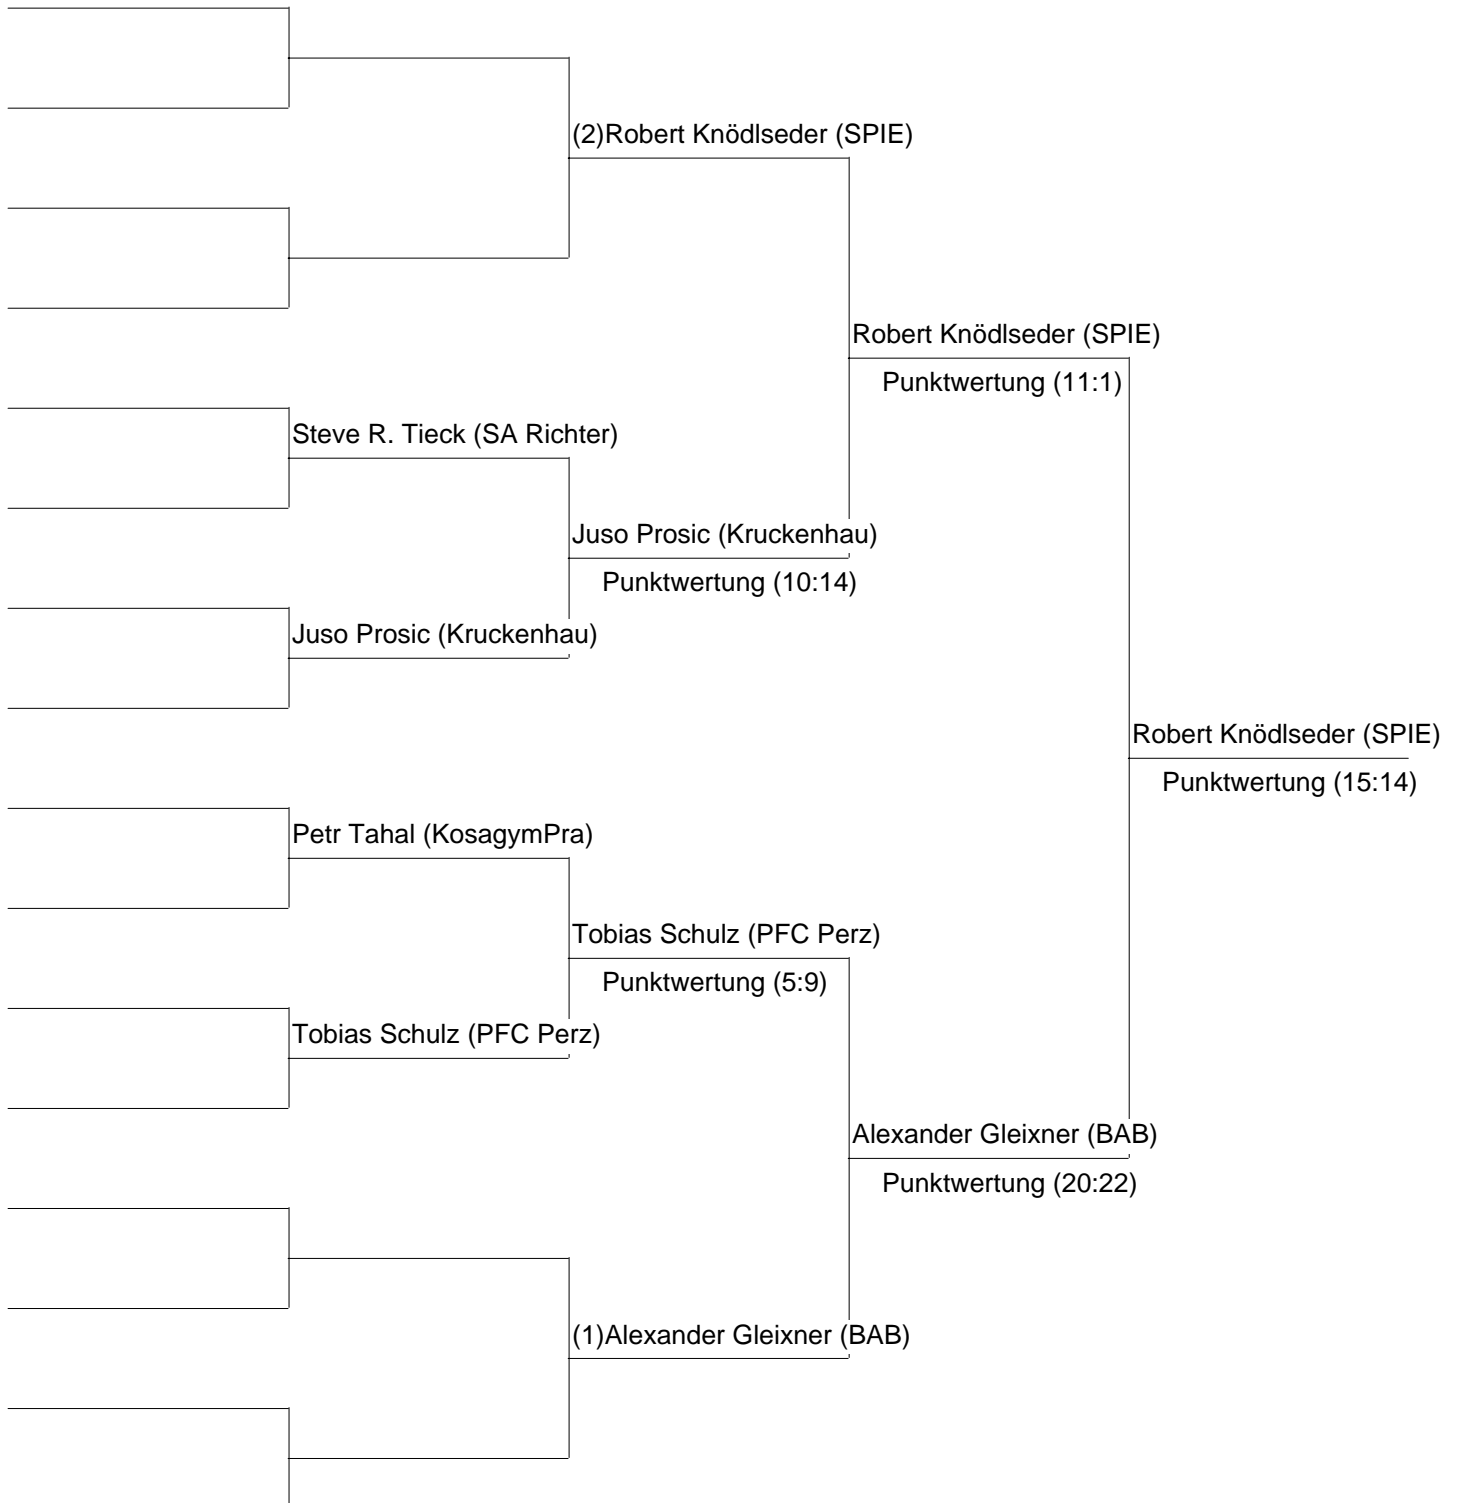 (2)Robert Knödlseder (SPIE)
Robert Knödlseder (SPIE)
Punktwertung (11:1)
Steve R. Tieck (SA Richter)
Juso Prosic (Kruckenhau)
Punktwertung (10:14)
Juso Prosic (Kruckenhau)
Robert Knödlseder (SPIE)
Punktwertung (15:14)
Petr Tahal (KosagymPra)
Tobias Schulz (PFC Perz)
Punktwertung (5:9)
Tobias Schulz (PFC Perz)
Alexander Gleixner (BAB)
Punktwertung (20:22)
(1)Alexander Gleixner (BAB)